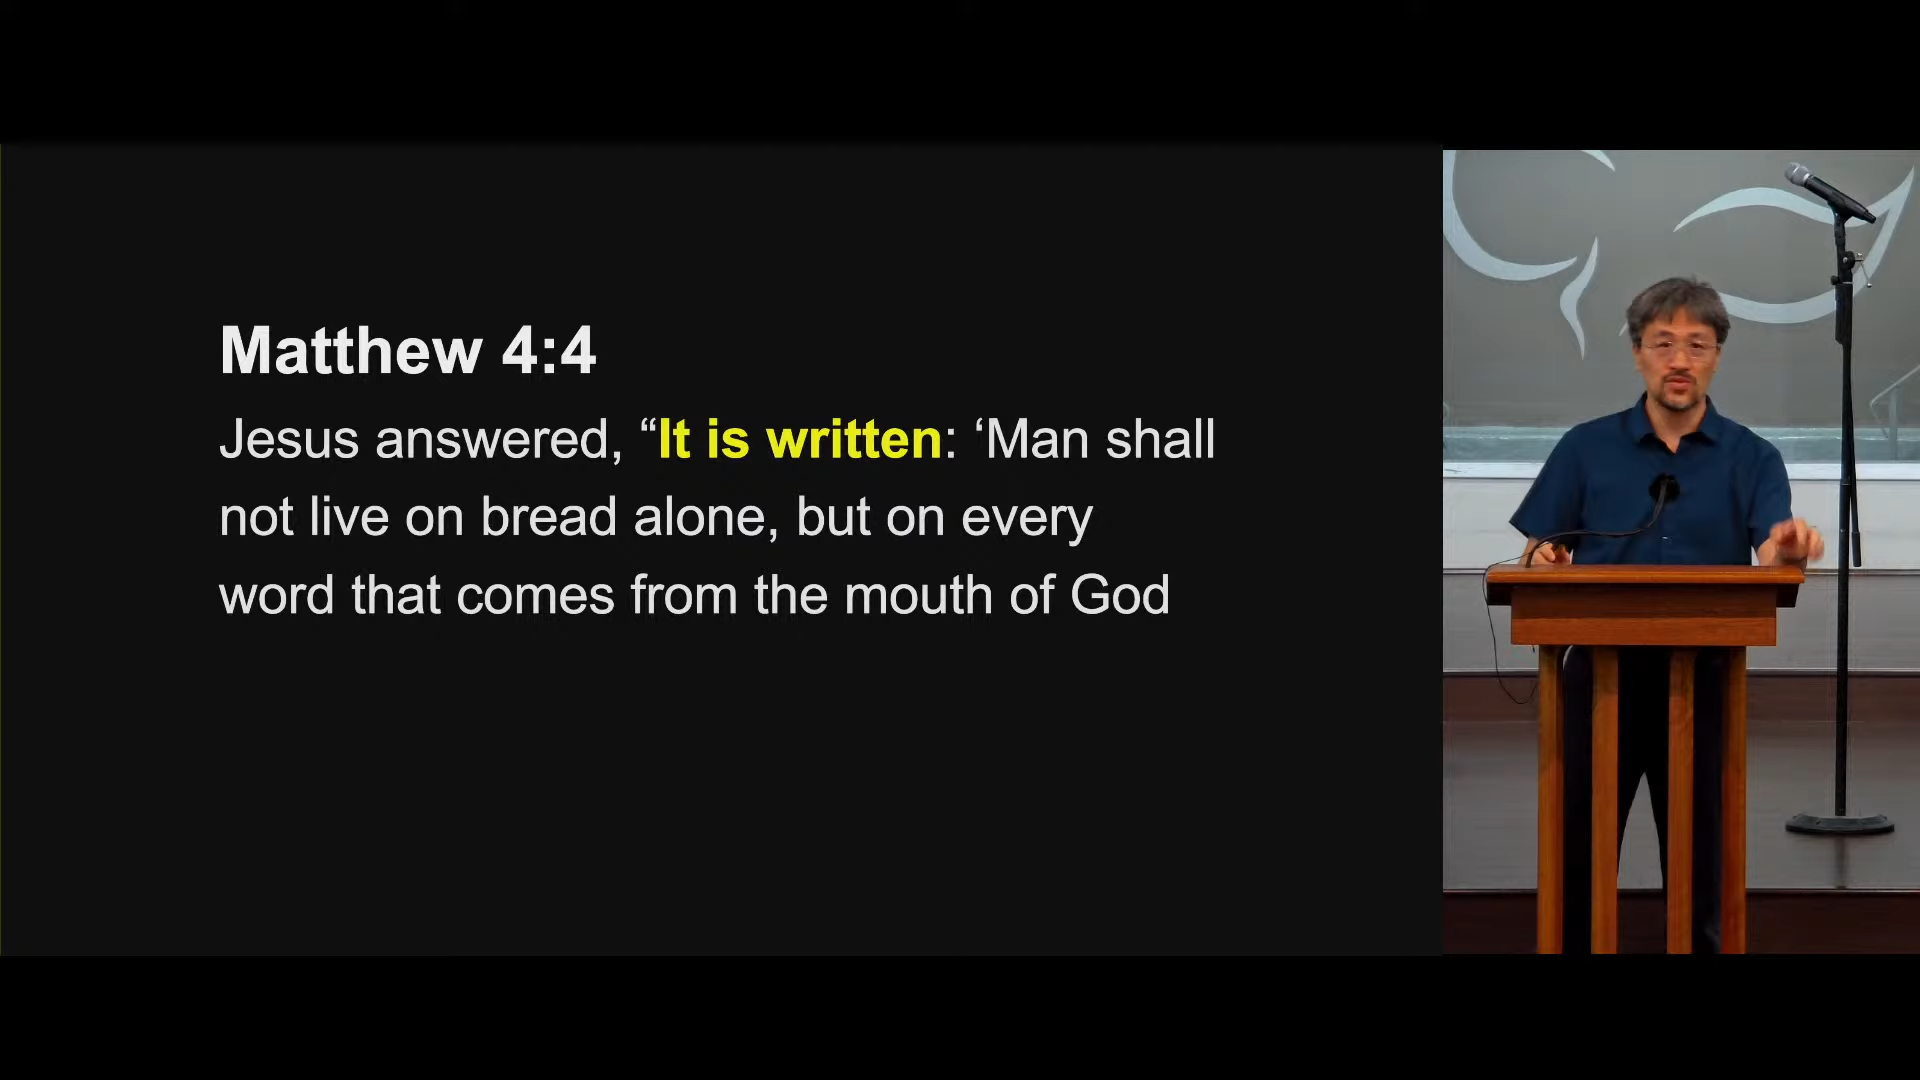 Matthew 4:4
Jesus answered, “It is written: ‘Man shall
not live on bread alone, but on every
word that comes from the mouth of God